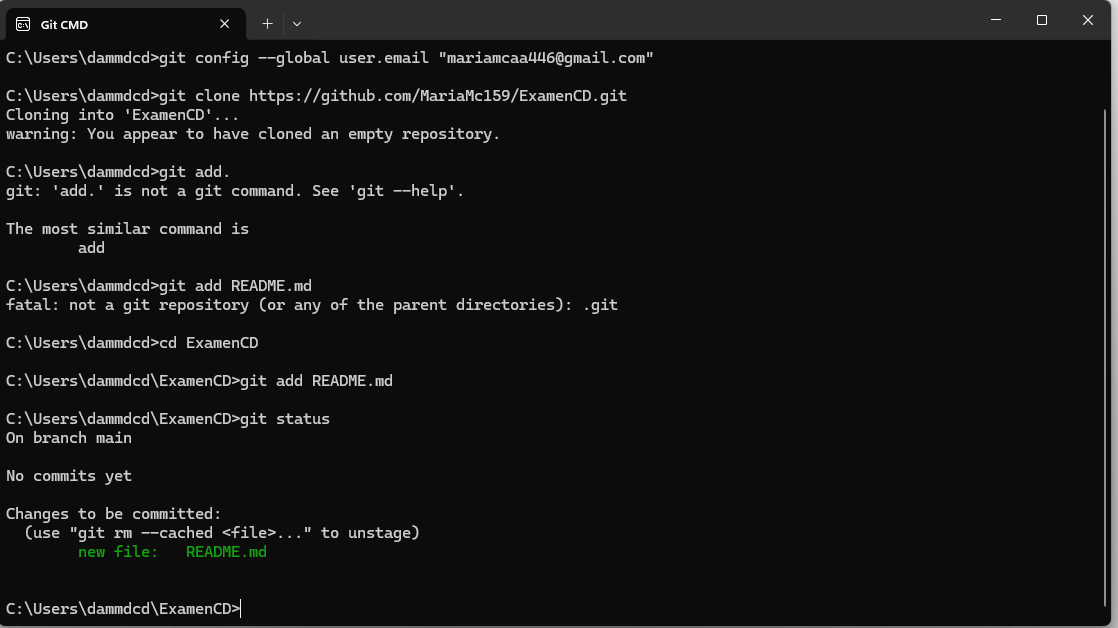 Git CMD
C:\Users\dammdcd>git config --global user.email "mariamcaa446@gmail.com"
C:\Users\dammdcd>git clone https://github.com/MariaMc159/ExamenCD.git
Cloning into 'ExamenCD'...
warning: You appear to have cloned an empty repository.
C:\Users\dammdcd>git add.
git: 'add.' is not a git command. See 'git --help'.
The most similar command is
add
C:\Users\dammdcd>git add README.md
fatal: not a git repository (or any of the parent directories): .git
C:\Users\dammdcd>cd ExamenCD
C:\Users\dammdcd\ExamenCD>git add README.md
C:\Users\dammdcd\ExamenCD>git status
On branch main
No commits yet
Changes to be committed:
(use "git rm --cached <file>..." to unstage)
new file:   README.md
C:\Users\dammdcd\ExamenCD>